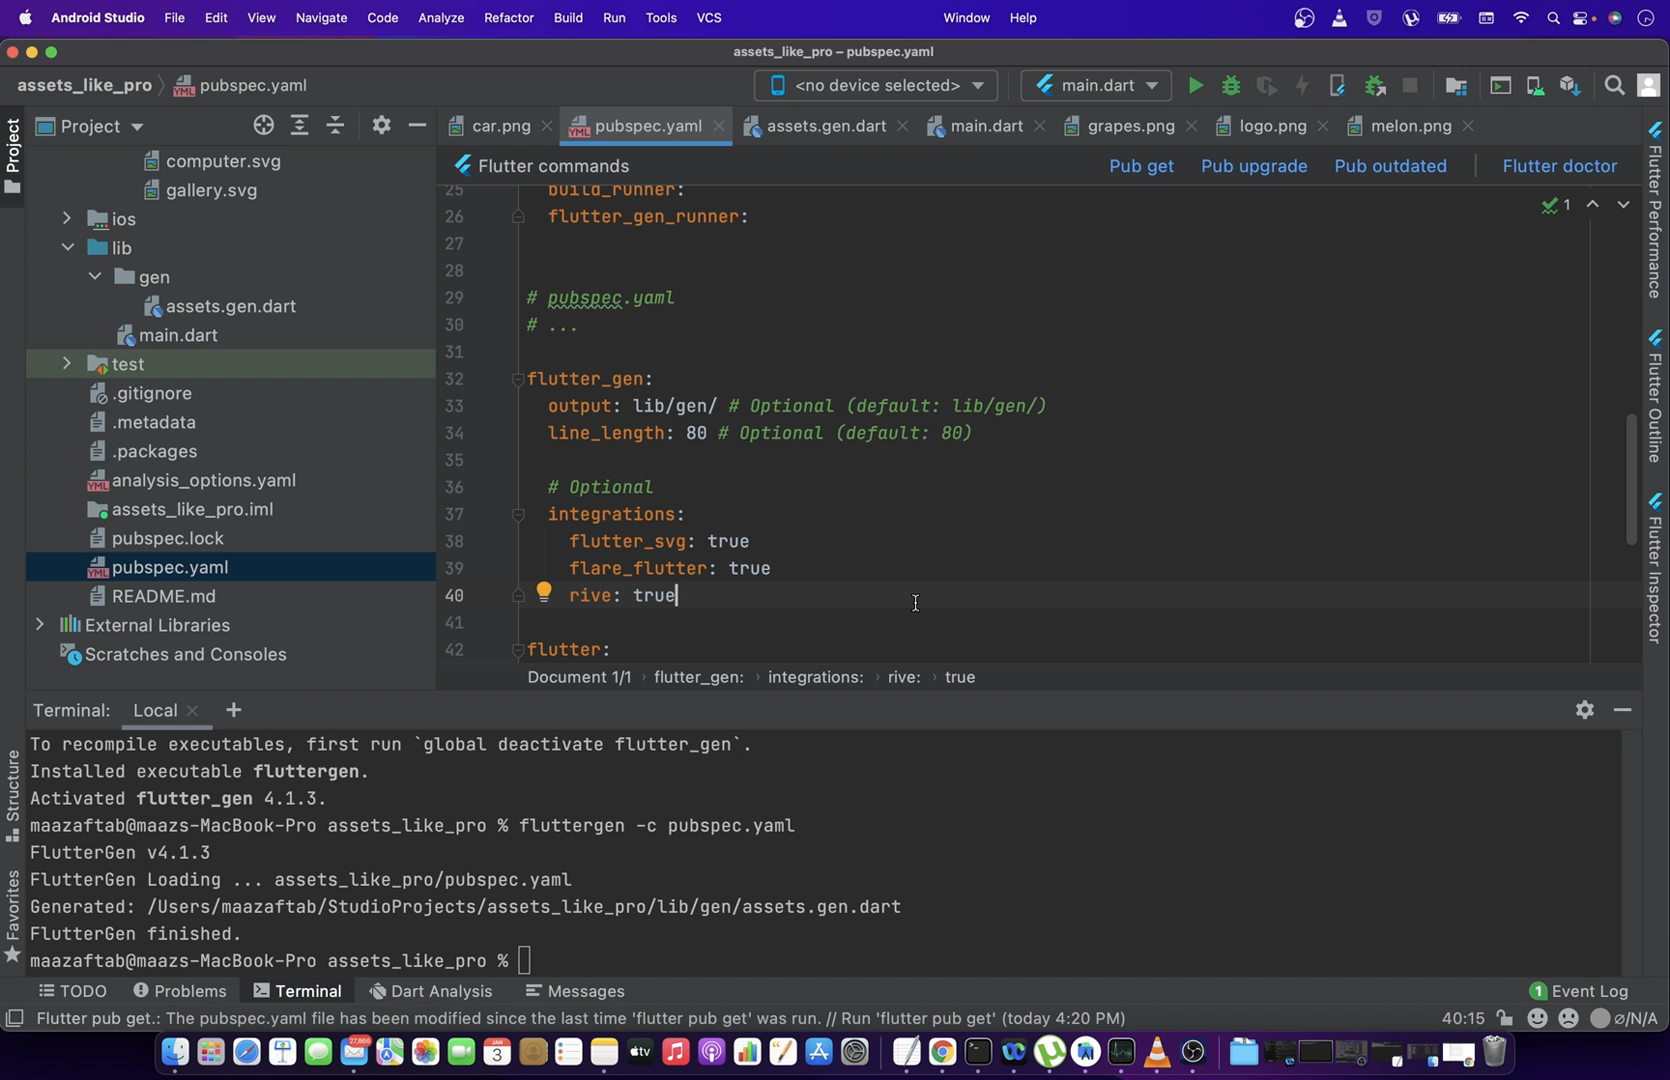 Android Studio File Edit View Navigate Code Analyze Refactor Build Run Tools VCS Window Help
assets_like_pro – pubspec.yaml
assets_like_pro pubspec.yaml
<no device selected>
main.dart
Project
car.png
pubspec.yaml
assets.gen.dart
main.dart
grapes.png
logo.png
melon.png
Flutter commands
Pub get
Pub upgrade
Pub outdated
Flutter doctor
computer.svg
gallery.svg
ios
lib
gen
assets.gen.dart
main.dart
test
.gitignore
.metadata
.packages
analysis_options.yaml
assets_like_pro.iml
pubspec.lock
pubspec.yaml
README.md
External Libraries
Scratches and Consoles
25 build_runner:
26 flutter_gen_runner:
27
28
29 # pubspec.yaml
30 # ...
31
32 flutter_gen:
33 output: lib/gen/ # Optional (default: lib/gen/)
34 line_length: 80 # Optional (default: 80)
35
36 # Optional
37 integrations:
38 flutter_svg: true
39 flare_flutter: true
40 rive: true
41
42 flutter:
1
Document 1/1 flutter_gen: integrations: rive: true
Project
Structure
Favorites
Flutter Performance
Flutter Outline
Flutter Inspector
Terminal: Local
To recompile executables, first run `global deactivate flutter_gen`.
Installed executable fluttergen.
Activated flutter_gen 4.1.3.
maazaftab@maazs-MacBook-Pro assets_like_pro % fluttergen -c pubspec.yaml
FlutterGen v4.1.3
FlutterGen Loading ... assets_like_pro/pubspec.yaml
Generated: /Users/maazaftab/StudioProjects/assets_like_pro/lib/gen/assets.gen.dart
FlutterGen finished.
maazaftab@maazs-MacBook-Pro assets_like_pro %
TODO Problems Terminal Dart Analysis Messages
1 Event Log
Flutter pub get.: The pubspec.yaml file has been modified since the last time 'flutter pub get' was run. // Run 'flutter pub get' (today 4:20 PM)
40:15
ø/N/A
27,866
JAN
3
tv